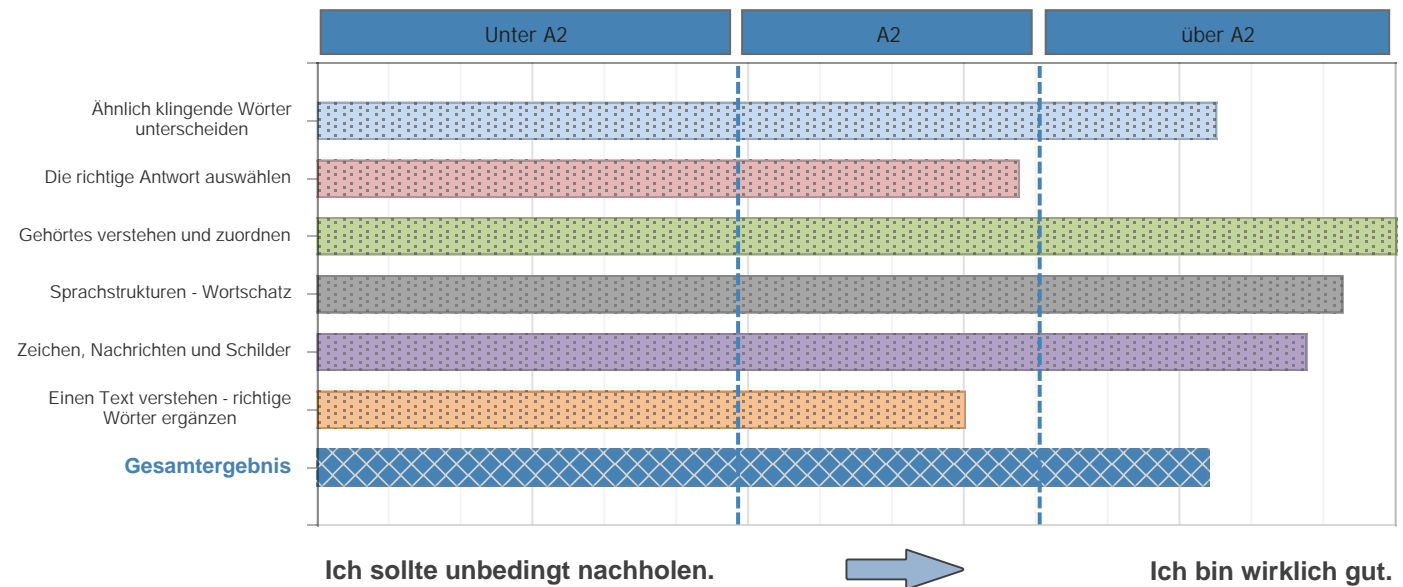 Unter A2
A2
über A2
Ähnlich klingende Wörter
unterscheiden
Die richtige Antwort auswählen
Gehörtes verstehen und zuordnen
Sprachstrukturen - Wortschatz
Zeichen, Nachrichten und Schilder
Einen Text verstehen - richtige
Wörter ergänzen
Gesamtergebnis
Ich sollte unbedingt nachholen.
Ich bin wirklich gut.